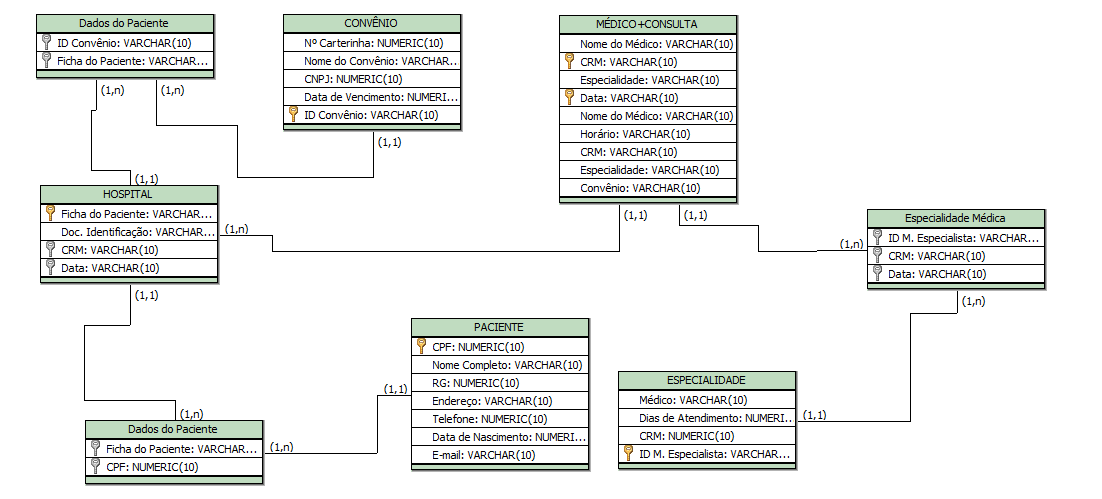 Dados do Paciente
ID Convênio: VARCHAR(10)
Ficha do Paciente: VARCHAR...
(1,n)
(1,n)
CONVÊNIO
Nº Carterinha: NUMERIC(10)
Nome do Convênio: VARCHAR...
CNPJ: NUMERIC(10)
Data de Vencimento: NUMERI...
ID Convênio: VARCHAR(10)
(1,1)
MÉDICO+CONSULTA
Nome do Médico: VARCHAR(10)
CRM: VARCHAR(10)
Especialidade: VARCHAR(10)
Data: VARCHAR(10)
Nome do Médico: VARCHAR(10)
Horário: VARCHAR(10)
CRM: VARCHAR(10)
Especialidade: VARCHAR(10)
Convênio: VARCHAR(10)
(1,1)
(1,1)
(1,1)
HOSPITAL
Ficha do Paciente: VARCHAR...
Doc. Identificação: VARCHAR...
CRM: VARCHAR(10)
Data: VARCHAR(10)
(1,n)
(1,1)
Especialidade Médica
ID M. Especialista: VARCHAR...
CRM: VARCHAR(10)
Data: VARCHAR(10)
(1,n)
(1,n)
PACIENTE
CPF: NUMERIC(10)
Nome Completo: VARCHAR(10)
RG: NUMERIC(10)
Endereço: VARCHAR(10)
Telefone: NUMERIC(10)
Data de Nascimento: NUMERI...
E-mail: VARCHAR(10)
(1,1)
ESPECIALIDADE
Médico: VARCHAR(10)
Dias de Atendimento: NUMERI...
CRM: NUMERIC(10)
ID M. Especialista: VARCHAR...
(1,1)
(1,n)
Dados do Paciente
Ficha do Paciente: VARCHAR...
CPF: NUMERIC(10)
(1,n)